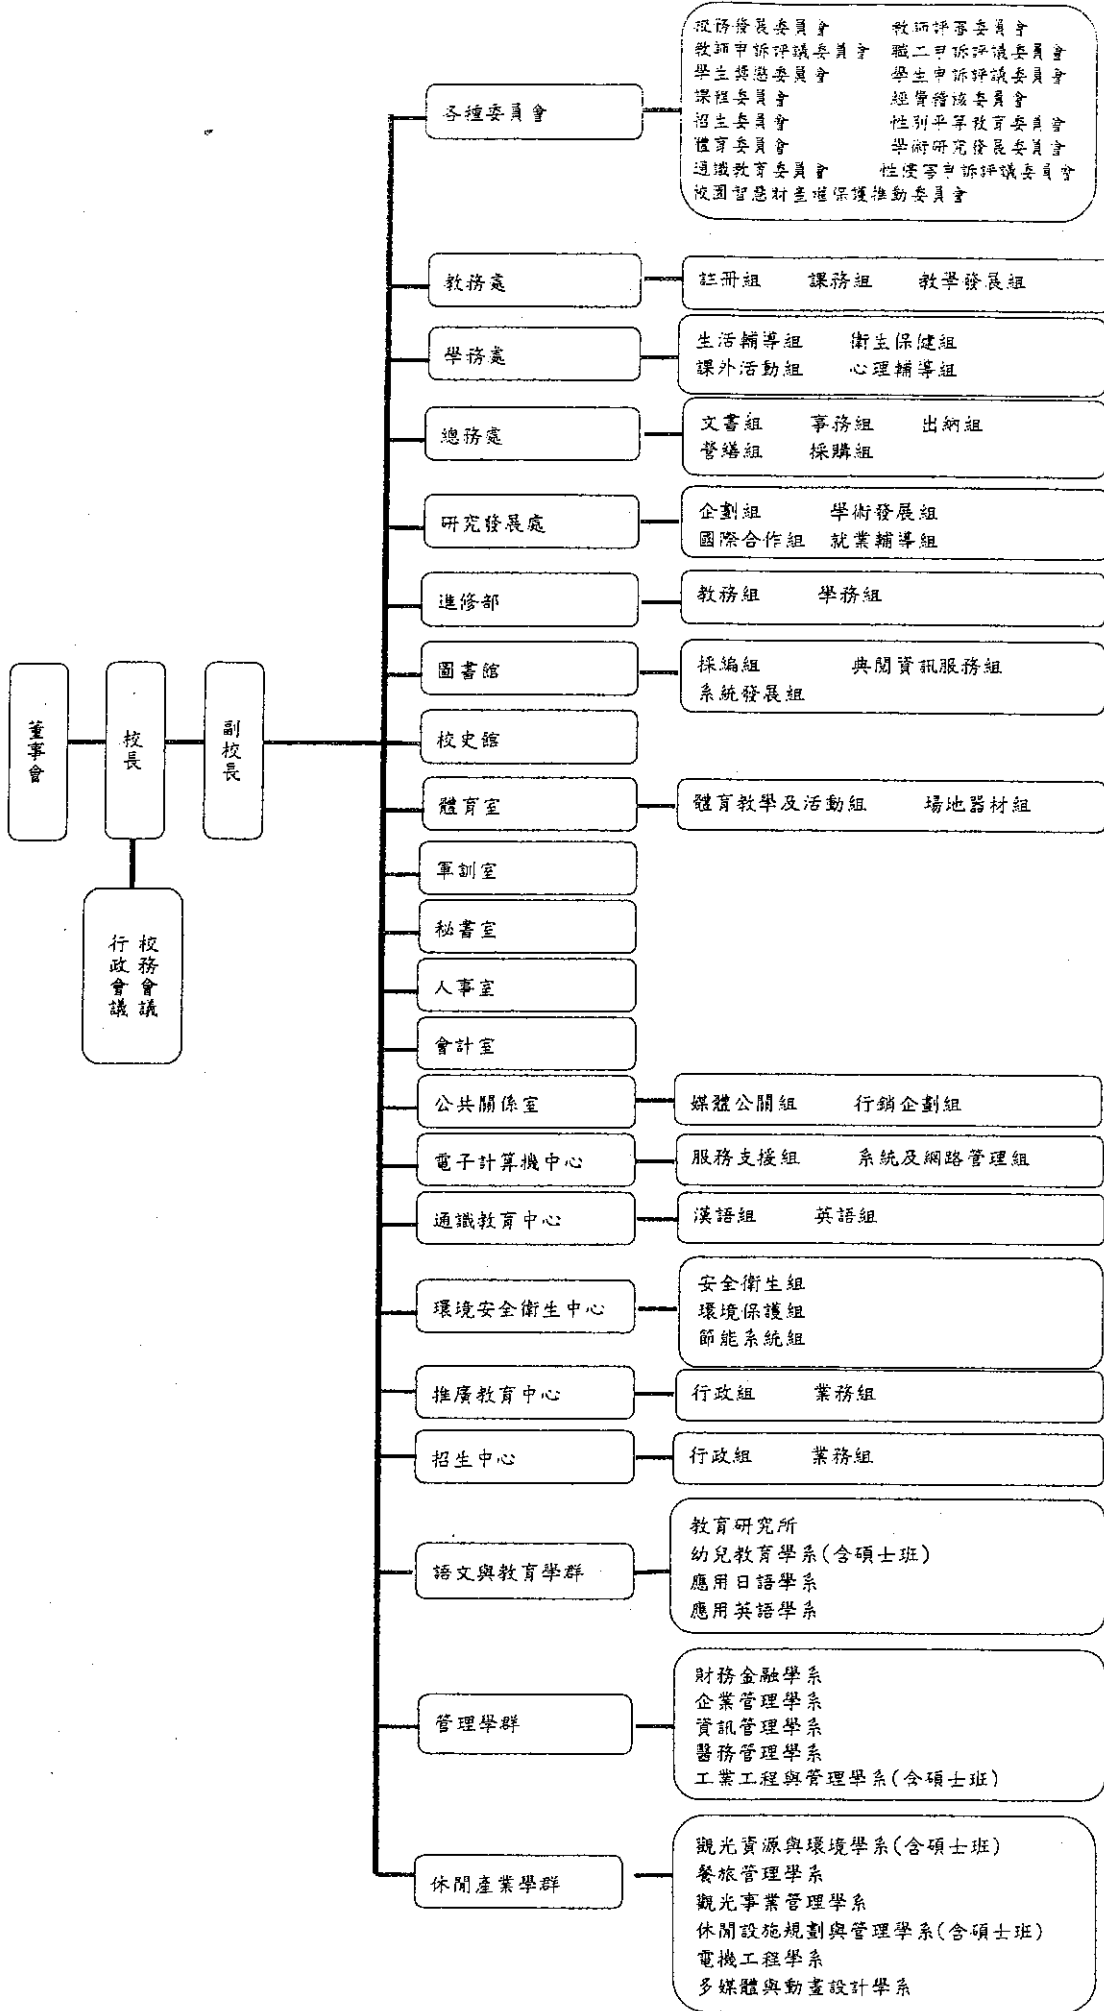 董事會
校長
副校長
校務會議
行政會議
各種委員會
校務發展委員會 教師評審委員會
教師申訴評議委員會 職工申訴評議委員會
學生獎懲委員會 學生申訴評議委員會
課程委員會 經費稽核委員會
招生委員會 性別平等教育委員會
體育委員會 學術研究發展委員會
通識教育委員會 性侵害申訴評議委員會
校園智慧財產權保護推動委員會
教務處
註冊組 課務組 教學發展組
學務處
生活輔導組 衛生保健組
課外活動組 心理輔導組
總務處
文書組 事務組 出納組
營繕組 採購組
研究發展處
企劃組 學術發展組
國際合作組 就業輔導組
進修部
教務組 學務組
圖書館
採編組 典閱資訊服務組
系統發展組
校史館
體育室
體育教學及活動組 場地器材組
軍訓室
秘書室
人事室
會計室
公共關係室
媒體公關組 行銷企劃組
電子計算機中心
服務支援組 系統及網路管理組
通識教育中心
漢語組 英語組
環境安全衛生中心
安全衛生組
環境保護組
節能系統組
推廣教育中心
行政組 業務組
招生中心
行政組 業務組
語文與教育學群
教育研究所
幼兒教育學系(含碩士班)
應用日語學系
應用英語學系
管理學群
財務金融學系
企業管理學系
資訊管理學系
醫務管理學系
工業工程與管理學系(含碩士班)
休閒產業學群
觀光資源與環境學系(含碩士班)
餐旅管理學系
觀光事業管理學系
休閒設施規劃與管理學系(含碩士班)
電機工程學系
多媒體與動畫設計學系